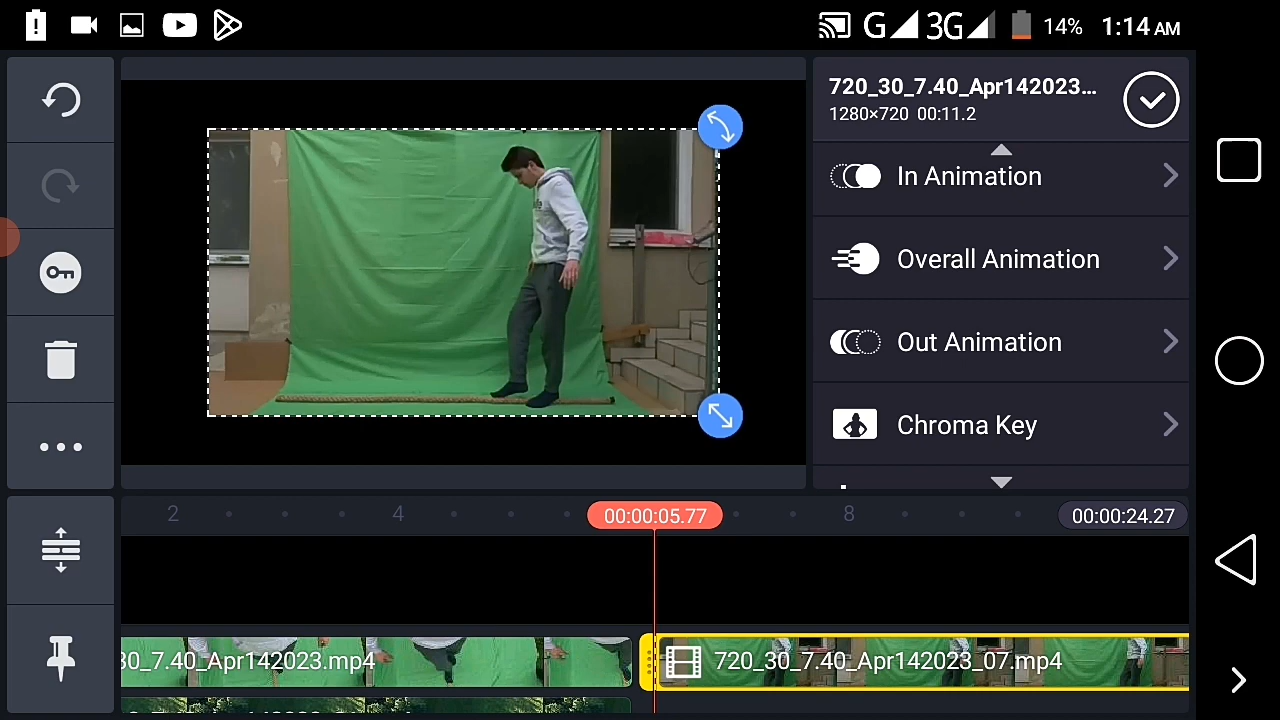 G 3G 14% 1:14 AM
720_30_7.40_Apr142023...
1280×720 00:11.2
In Animation
Overall Animation
Out Animation
Chroma Key
2 4 00:00:05.77 8 00:00:24.27
30_7.40_Apr142023.mp4
720_30_7.40_Apr142023_07.mp4